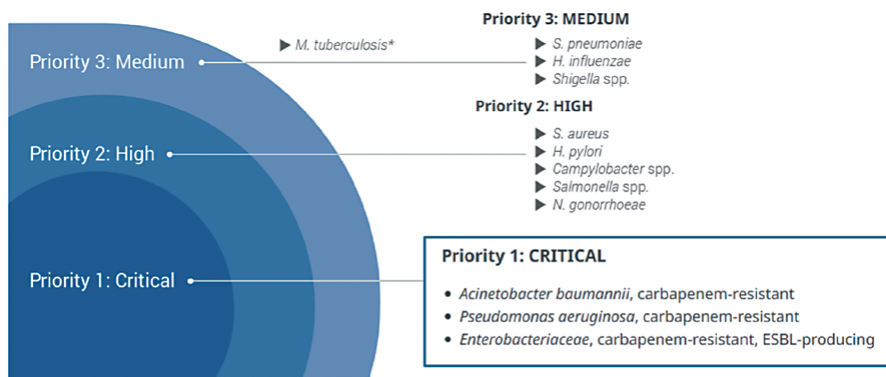 Priority 3: MEDIUM
▶ M. tuberculosis*
▶ S. pneumoniae
Priority 3: Medium
▶ H. influenzae
▶ Shigella spp.
Priority 2: HIGH
▶ S. aureus
Priority 2: High
▶ H. pylori
▶ Campylobacter spp.
▶ Salmonella spp.
▶ N. gonorrhoeae
Priority 1: CRITICAL
Priority 1: Critical
• Acinetobacter baumannii, carbapenem-resistant
• Pseudomonas aeruginosa, carbapenem-resistant
• Enterobacteriaceae, carbapenem-resistant, ESBL-producing